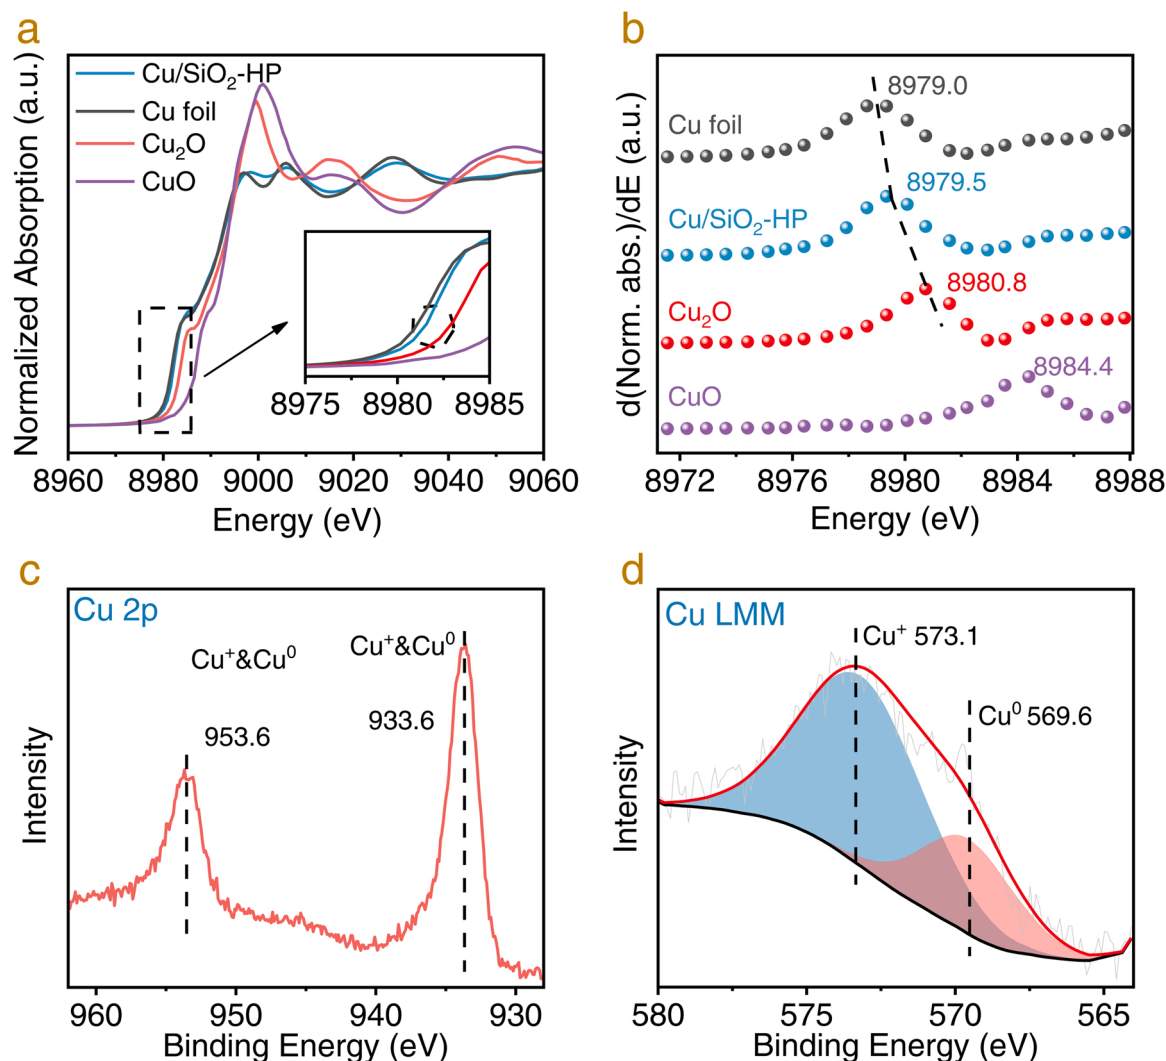 a
Normalized Absorption (a.u.)
Cu/SiO₂-HP
Cu foil
Cu₂O
CuO
8975 8980 8985
8960 8980 9000 9020 9040 9060
Energy (eV)
b
d(Norm. abs.)/dE (a.u.)
Cu foil
8979.0
Cu/SiO₂-HP
8979.5
Cu₂O
8980.8
CuO
8984.4
8972 8976 8980 8984 8988
Energy (eV)
c
Intensity
Cu 2p
Cu⁺&Cu⁰
953.6
Cu⁺&Cu⁰
933.6
960 950 940 930
Binding Energy (eV)
d
Intensity
Cu LMM
Cu⁺ 573.1
Cu⁰ 569.6
580 575 570 565
Binding Energy (eV)